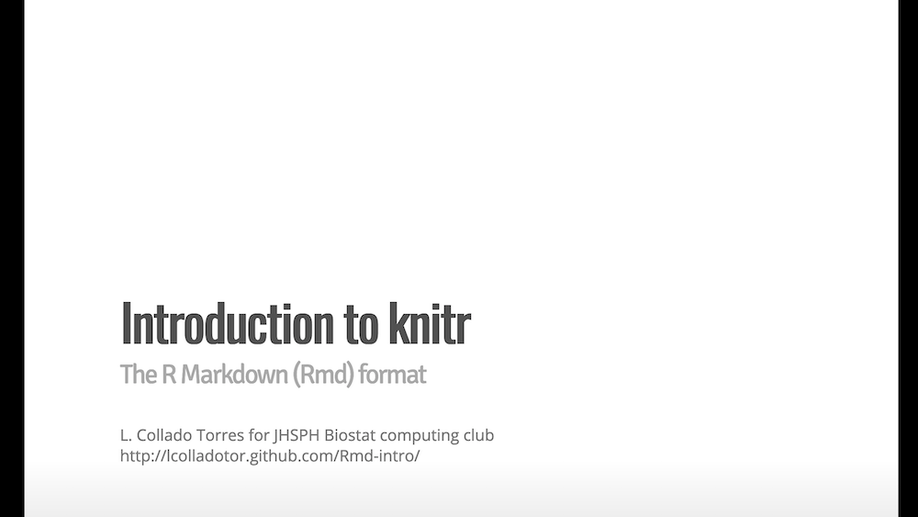 Introduction to knitr
The R Markdown (Rmd) format
L. Collado Torres for JHSPH Biostat computing club
http://lcolladotor.github.com/Rmd-intro/